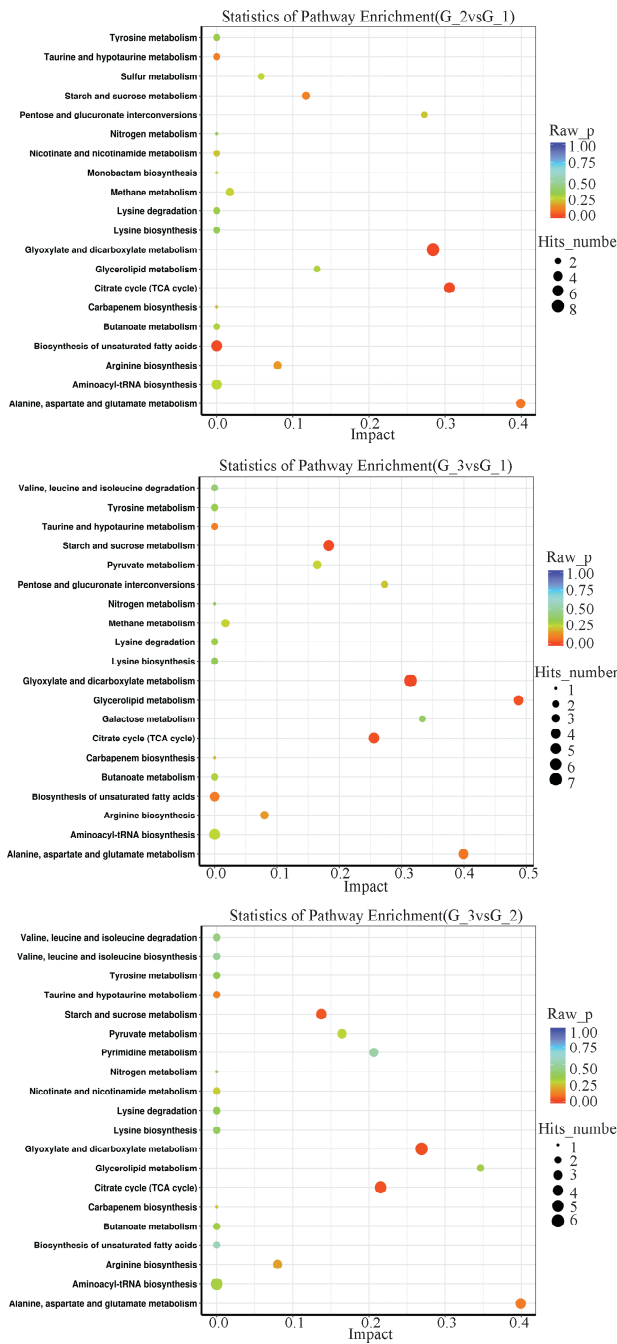 Statistics of Pathway Enrichment(G_2vsG_1)
Tyrosine metabolism
Taurine and hypotaurine metabolism
Sulfur metabolism
Starch and sucrose metabolism
Pentose and glucuronate interconversions
Nitrogen metabolism
Nicotinate and nicotinamide metabolism
Monobactam biosynthesis
Methane metabolism
Lysine degradation
Lysine biosynthesis
Glyoxylate and dicarboxylate metabolism
Glycerolipid metabolism
Citrate cycle (TCA cycle)
Carbapenem biosynthesis
Butanoate metabolism
Biosynthesis of unsaturated fatty acids
Arginine biosynthesis
Aminoacyl-tRNA biosynthesis
Alanine, aspartate and glutamate metabolism
0.0 0.1 0.2 0.3 0.4
Impact
Raw_p
1.00
0.75
0.50
0.25
0.00
Hits_number
2
4
6
8
Statistics of Pathway Enrichment(G_3vsG_1)
Valine, leucine and isoleucine degradation
Tyrosine metabolism
Taurine and hypotaurine metabolism
Starch and sucrose metabolism
Pyruvate metabolism
Pentose and glucuronate interconversions
Nitrogen metabolism
Methane metabolism
Lysine degradation
Lysine biosynthesis
Glyoxylate and dicarboxylate metabolism
Glycerolipid metabolism
Galactose metabolism
Citrate cycle (TCA cycle)
Carbapenem biosynthesis
Butanoate metabolism
Biosynthesis of unsaturated fatty acids
Arginine biosynthesis
Aminoacyl-tRNA biosynthesis
Alanine, aspartate and glutamate metabolism
0.0 0.1 0.2 0.3 0.4 0.5
Impact
Raw_p
1.00
0.75
0.50
0.25
0.00
Hits_number
1
2
3
4
5
6
7
Statistics of Pathway Enrichment(G_3vsG_2)
Valine, leucine and isoleucine degradation
Valine, leucine and isoleucine biosynthesis
Tyrosine metabolism
Taurine and hypotaurine metabolism
Starch and sucrose metabolism
Pyruvate metabolism
Pyrimidine metabolism
Nitrogen metabolism
Nicotinate and nicotinamide metabolism
Lysine degradation
Lysine biosynthesis
Glyoxylate and dicarboxylate metabolism
Glycerolipid metabolism
Citrate cycle (TCA cycle)
Carbapenem biosynthesis
Butanoate metabolism
Biosynthesis of unsaturated fatty acids
Arginine biosynthesis
Aminoacyl-tRNA biosynthesis
Alanine, aspartate and glutamate metabolism
0.0 0.1 0.2 0.3 0.4
Impact
Raw_p
1.00
0.75
0.50
0.25
0.00
Hits_number
1
2
3
4
5
6